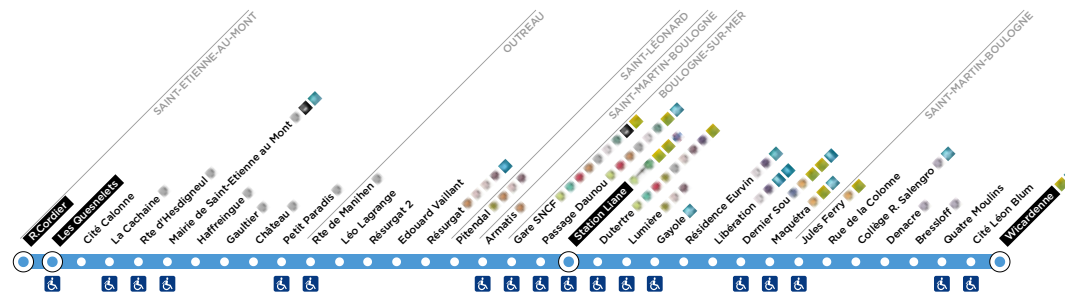 SAINT-ETIENNE-AU-MONT
OUTREAU
SAINT-LÉONARD
SAINT-MARTIN-BOULOGNE
BOULOGNE-SUR-MER
SAINT-MARTIN-BOULOGNE
R.Cordier
Les Quesnelets
Cité Calonne
La Cachaine
Rte d'Hesdigneul
Mairie de Saint-Etienne au Mont
Haffreingue
Gaultier
Château
Petit Paradis
Rte de Manihen
Léo Lagrange
Résurgat 2
Edouard Vaillant
Résurgat
Pitendal
Armatis
Gare SNCF
Passage Daunou
Station Liane
Dutertre
Lumière
Gayole
Résidence Eurvin
Libération
Dernier Sou
Maquétra
Jules Ferry
Rue de la Colonne
Collège R. Salengro
Denacre
Bressloff
Quatre Moulins
Cité Léon Blum
Wicardenne